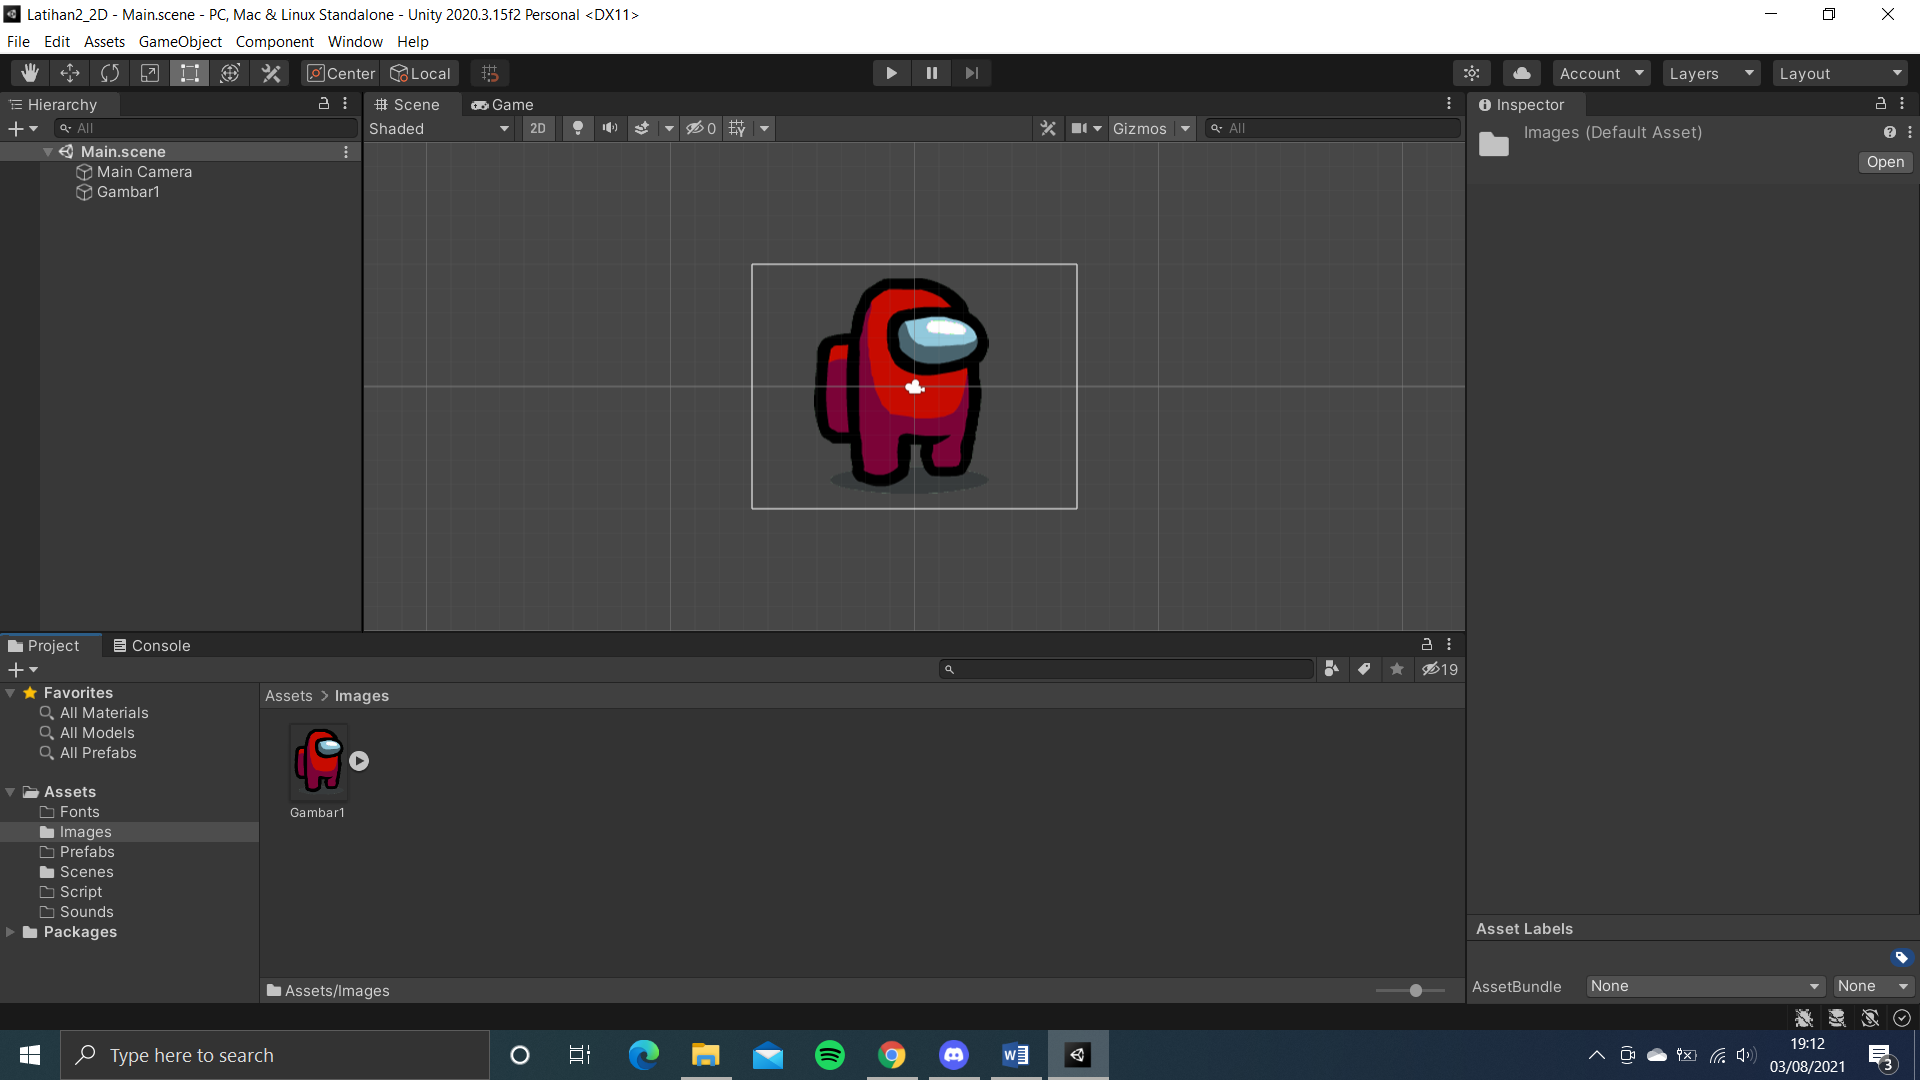 Latihan2_2D - Main.scene - PC, Mac & Linux Standalone - Unity 2020.3.15f2 Personal <DX11>
File Edit Assets GameObject Component Window Help
Center Local Account Layers Layout
Hierarchy
All
Main.scene
Main Camera
Gambar1
Scene Game
Shaded 2D 0 Gizmos All
Inspector
Images (Default Asset)
Open
Project Console
19
Favorites
All Materials
All Models
All Prefabs
Assets
Fonts
Images
Prefabs
Scenes
Script
Sounds
Packages
Assets > Images
Gambar1
Assets/Images
Asset Labels
AssetBundle None None
Type here to search
19:12
03/08/2021
3